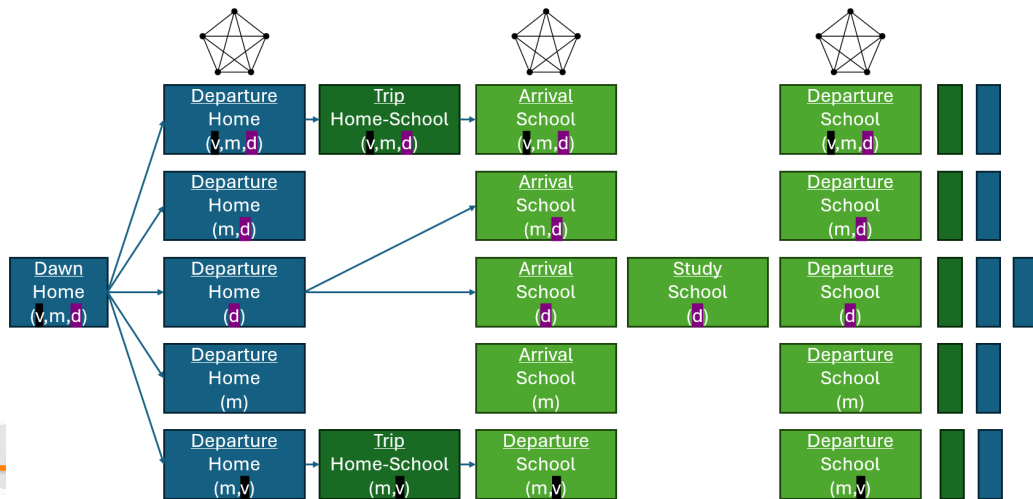 Departure
Home
(v,m,d)
Trip
Home-School
(v,m,d)
Arrival
School
(v,m,d)
Departure
School
(v,m,d)
Departure
Home
(m,d)
Arrival
School
(m,d)
Departure
School
(m,d)
Dawn
Home
(v,m,d)
Departure
Home
(d)
Arrival
School
(d)
Study
School
(d)
Departure
School
(d)
Departure
Home
(m)
Arrival
School
(m)
Departure
School
(m)
Departure
Home
(m,v)
Trip
Home-School
(m,v)
Departure
School
(m,v)
Departure
School
(m,v)